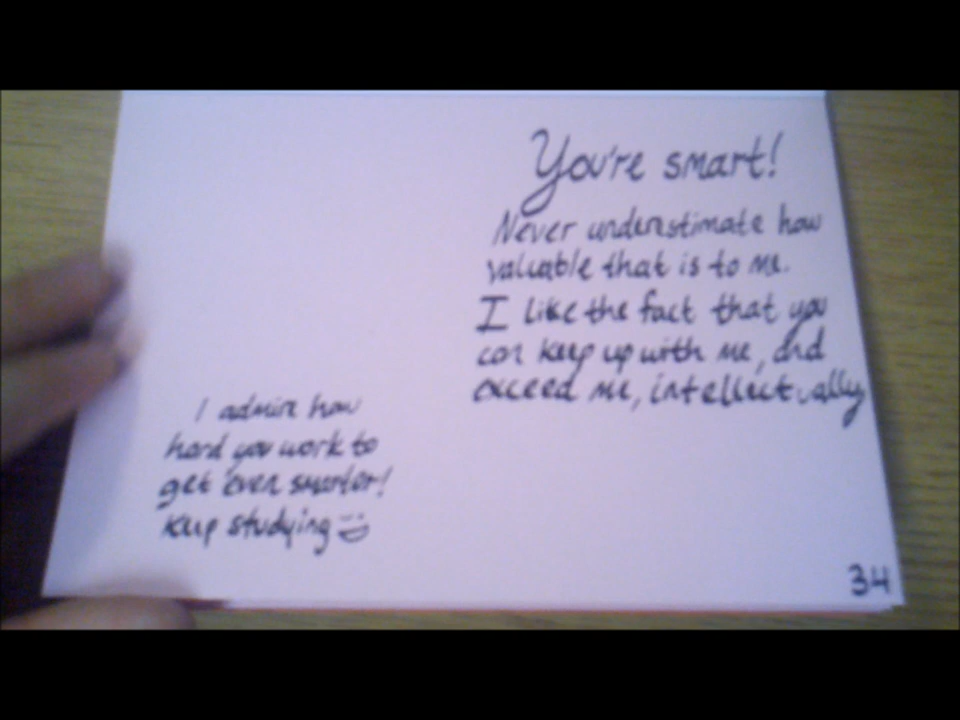 You're smart!
Never underestimate how
valuable that is to me.
I like the fact that you
can keep up with me, and
exceed me, intellectually
I admire how
hard you work to
get even smarter!
Keep studying
34